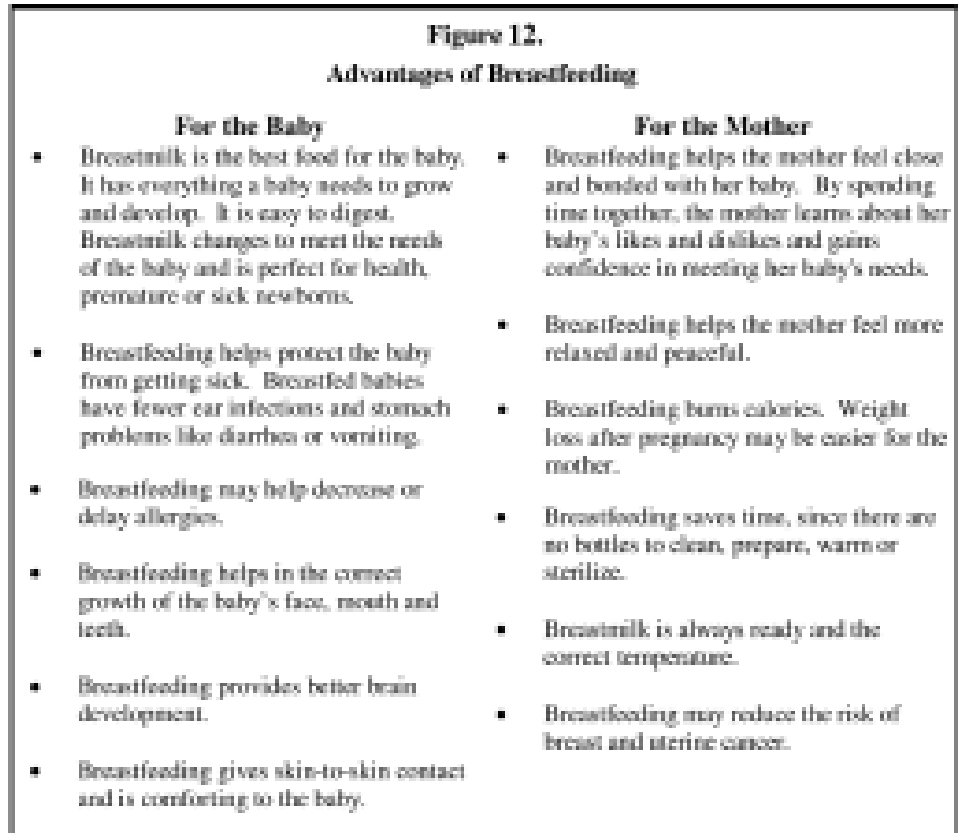 Figure 12.
Advantages of Breastfeeding
For the Baby
• Breastmilk is the best food for the baby.
It has everything a baby needs to grow
and develop. It is easy to digest.
Breastmilk changes to meet the needs
of the baby and is perfect for health,
premature or sick newborns.
• Breastfeeding helps protect the baby
from getting sick. Breastfed babies
have fewer ear infections and stomach
problems like diarrhea or vomiting.
• Breastfeeding may help decrease or
delay allergies.
• Breastfeeding helps in the correct
growth of the baby's face, mouth and
teeth.
• Breastfeeding provides better brain
development.
• Breastfeeding gives skin-to-skin contact
and is comforting to the baby.
For the Mother
• Breastfeeding helps the mother feel close
and bonded with her baby. By spending
time together, the mother learns about her
baby's likes and dislikes and gains
confidence in meeting her baby's needs.
• Breastfeeding helps the mother feel more
relaxed and peaceful.
• Breastfeeding burns calories. Weight
loss after pregnancy may be easier for the
mother.
• Breastfeeding saves time, since there are
no bottles to clean, prepare, warm or
sterilize.
• Breastmilk is always ready and the
correct temperature.
• Breastfeeding may reduce the risk of
breast and uterine cancer.